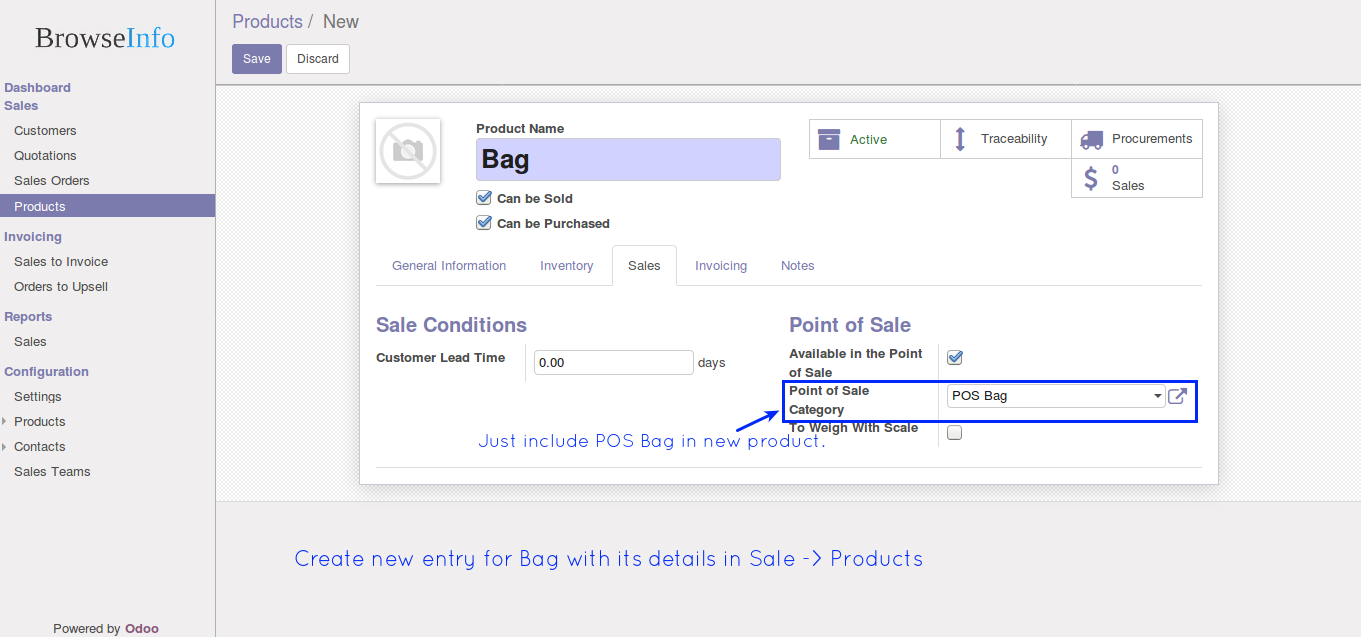 BrowseInfo
Dashboard
Sales
Customers
Quotations
Sales Orders
Products
Invoicing
Sales to Invoice
Orders to Upsell
Reports
Sales
Configuration
Settings
Products
Contacts
Sales Teams
Powered by Odoo
Products / New
Save Discard
Product Name
Bag
Can be Sold
Can be Purchased
Active
Traceability
Procurements
0
Sales
General Information Inventory Sales Invoicing Notes
Sale Conditions
Customer Lead Time 0.00 days
Point of Sale
Available in the Point
of Sale
Point of Sale
Category
POS Bag
To Weigh With Scale
Just include POS Bag in new product.
Create new entry for Bag with its details in Sale -> Products